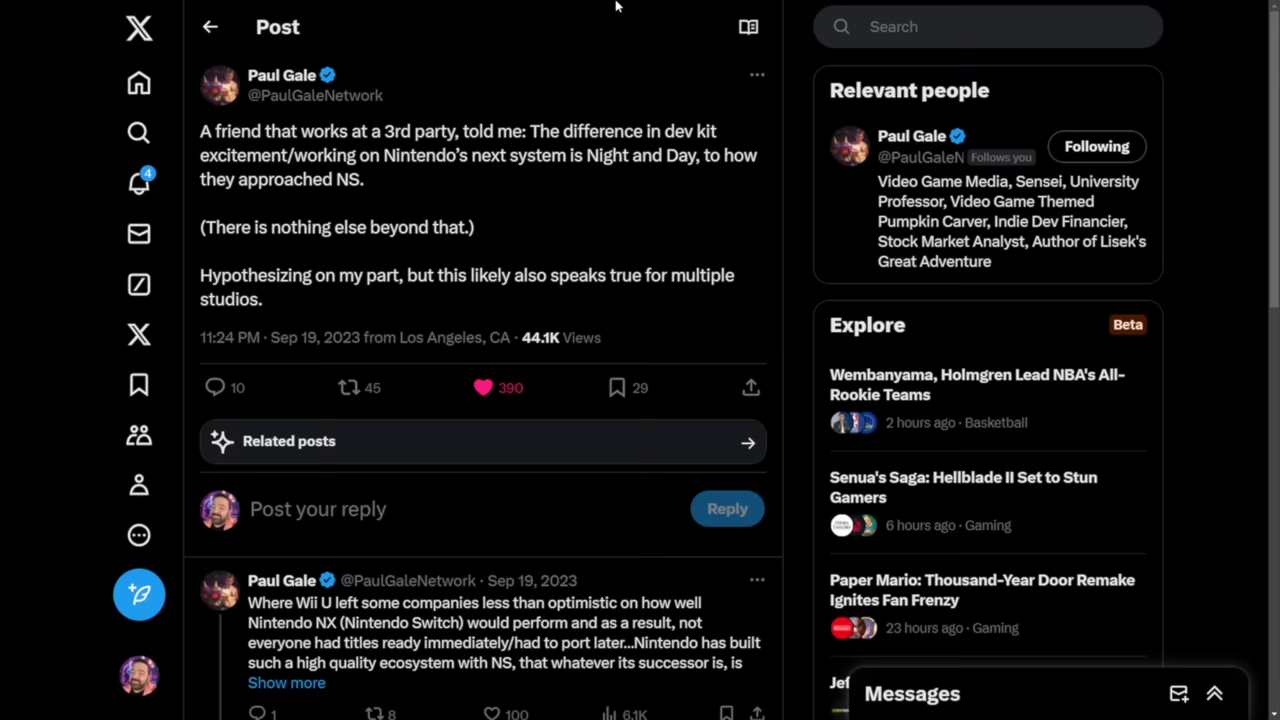 Post
Paul Gale
@PaulGaleNetwork
A friend that works at a 3rd party, told me: The difference in dev kit
excitement/working on Nintendo’s next system is Night and Day, to how
they approached NS.
(There is nothing else beyond that.)
Hypothesizing on my part, but this likely also speaks true for multiple
studios.
11:24 PM · Sep 19, 2023 from Los Angeles, CA · 44.1K Views
10 45 390 29
Related posts
Post your reply
Reply
Paul Gale @PaulGaleNetwork · Sep 19, 2023
Where Wii U left some companies less than optimistic on how well
Nintendo NX (Nintendo Switch) would perform and as a result, not
everyone had titles ready immediately/had to port later...Nintendo has built
such a high quality ecosystem with NS, that whatever its successor is, is
Show more
1 8 100 6.1K
4
Search
Relevant people
Paul Gale
@PaulGaleN Follows you
Following
Video Game Media, Sensei, University
Professor, Video Game Themed
Pumpkin Carver, Indie Dev Financier,
Stock Market Analyst, Author of Lisek's
Great Adventure
Explore
Beta
Wembanyama, Holmgren Lead NBA's All-
Rookie Teams
2 hours ago · Basketball
Senua's Saga: Hellblade II Set to Stun
Gamers
6 hours ago · Gaming
Paper Mario: Thousand-Year Door Remake
Ignites Fan Frenzy
23 hours ago · Gaming
Messages